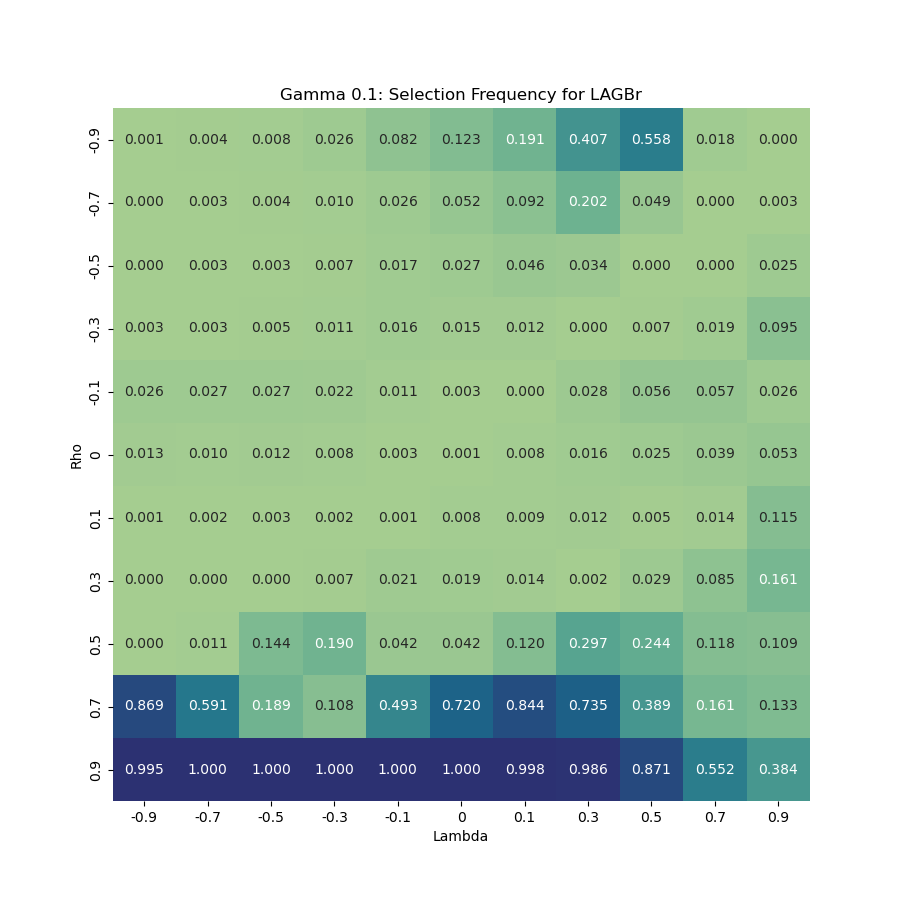 Gamma 0.1: Selection Frequency for LAGBr
-0.9 0.001 0.004 0.008 0.026 0.082 0.123 0.191 0.407 0.558 0.018 0.000
-0.7 0.000 0.003 0.004 0.010 0.026 0.052 0.092 0.202 0.049 0.000 0.003
-0.5 0.000 0.003 0.003 0.007 0.017 0.027 0.046 0.034 0.000 0.000 0.025
-0.3 0.003 0.003 0.005 0.011 0.016 0.015 0.012 0.000 0.007 0.019 0.095
-0.1 0.026 0.027 0.027 0.022 0.011 0.003 0.000 0.028 0.056 0.057 0.026
Rho
0 0.013 0.010 0.012 0.008 0.003 0.001 0.008 0.016 0.025 0.039 0.053
0.1 0.001 0.002 0.003 0.002 0.001 0.008 0.009 0.012 0.005 0.014 0.115
0.3 0.000 0.000 0.000 0.007 0.021 0.019 0.014 0.002 0.029 0.085 0.161
0.5 0.000 0.011 0.144 0.190 0.042 0.042 0.120 0.297 0.244 0.118 0.109
0.7 0.869 0.591 0.189 0.108 0.493 0.720 0.844 0.735 0.389 0.161 0.133
0.9 0.995 1.000 1.000 1.000 1.000 1.000 0.998 0.986 0.871 0.552 0.384
-0.9 -0.7 -0.5 -0.3 -0.1 0 0.1 0.3 0.5 0.7 0.9
Lambda